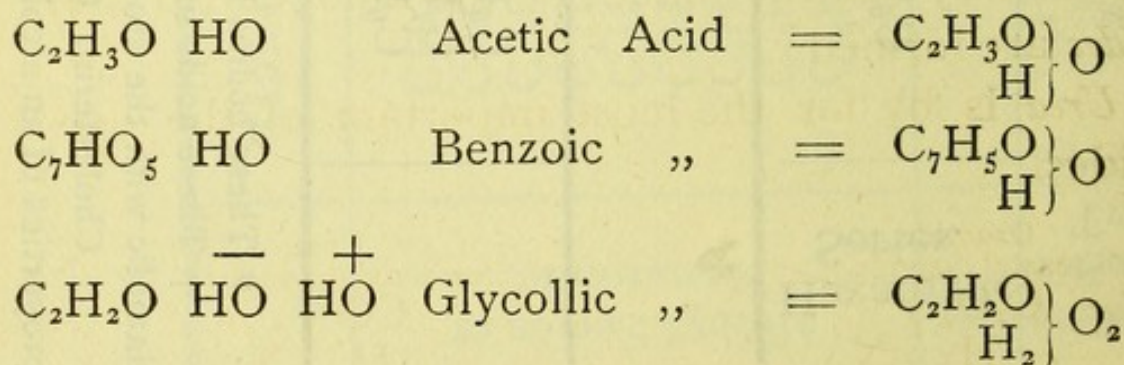 C₂H₃O HO Acetic Acid = C₂H₃O } O
H
C₇HO₅ HO Benzoic „ = C₇H₅O } O
H
− +
C₂H₂O HO HO Glycollic „ = C₂H₂O } O₂
H₂